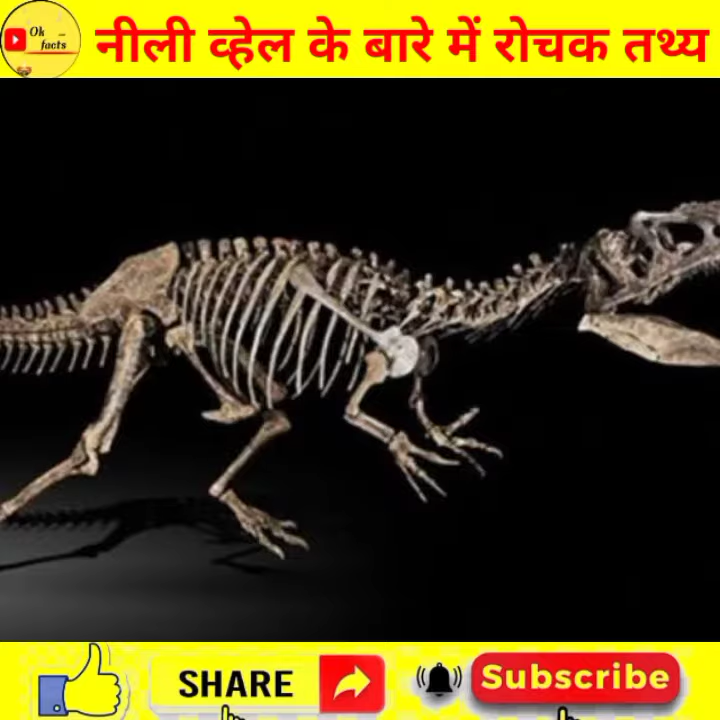 Ok
facts
नीली व्हेल के बारे में रोचक तथ्य
SHARE
Subscribe